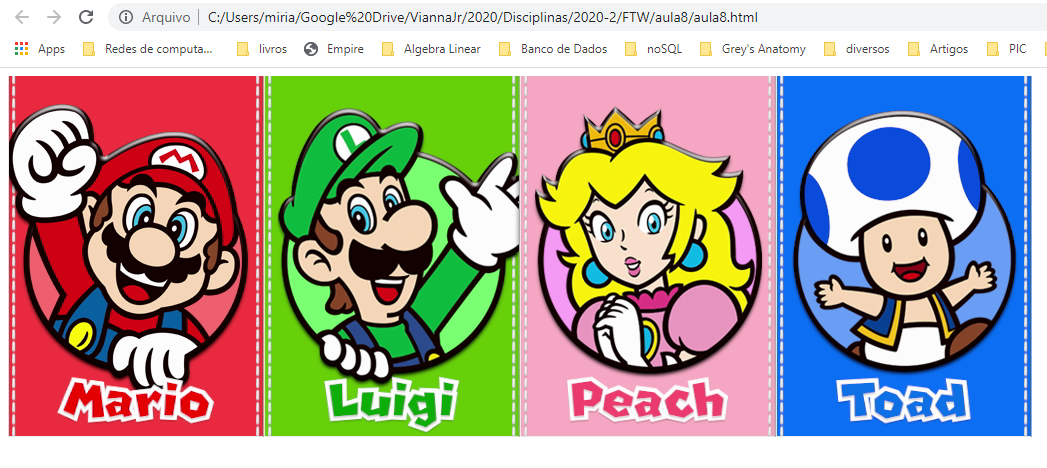 Arquivo | C:/Users/miria/Google%20Drive/ViannaJr/2020/Disciplinas/2020-2/FTW/aula8/aula8.html
Apps Redes de computa... livros Empire Algebra Linear Banco de Dados noSQL Grey's Anatomy diversos Artigos PIC
L M
Mario Luigi Peach Toad